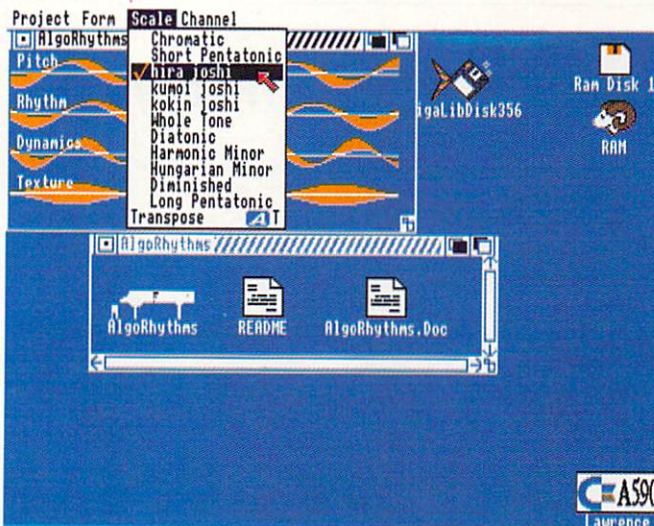 Project Form Scale Channel
AlgoRhythms
Chromatic
Short Pentatonic
hira joshi
kumoi joshi
kokin joshi
Whole Tone
Diatonic
Harmonic Minor
Hungarian Minor
Diminished
Long Pentatonic
Transpose A T
Pitch
Rhythm
Dynamics
Texture
igaLibDisk356
Ram Disk 1
RAM
AlgoRhythms
AlgoRhythms
README
AlgoRhythms.Doc
A590
Lawrence